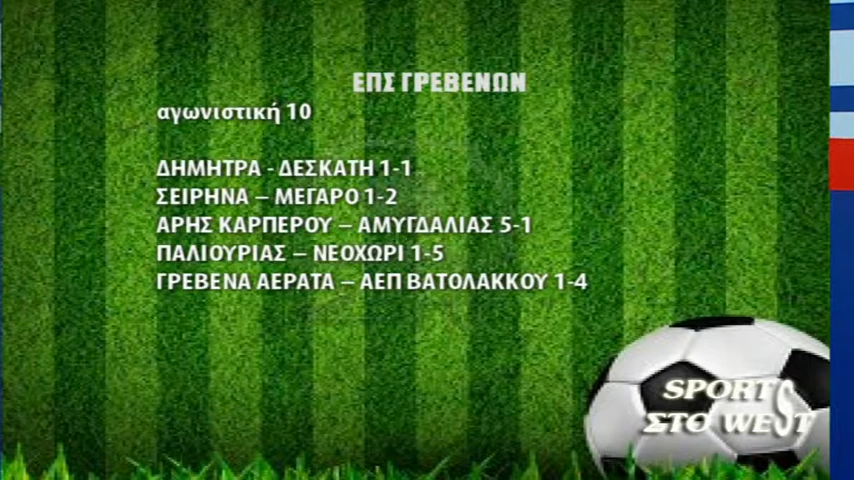 ΕΠΣ ΓΡΕΒΕΝΩΝ
αγωνιστική 10
ΔΗΜΗΤΡΑ - ΔΕΣΚΑΤΗ 1-1
ΣΕΙΡΗΝΑ – ΜΕΓΑΡΟ 1-2
ΑΡΗΣ ΚΑΡΠΕΡΟΥ – ΑΜΥΓΔΑΛΙΑΣ 5-1
ΠΑΛΙΟΥΡΙΑΣ – ΝΕΟΧΩΡΙ 1-5
ΓΡΕΒΕΝΑ ΑΕΡΑΤΑ – ΑΕΠ ΒΑΤΟΛΑΚΚΟΥ 1-4
SPORTS
ΣΤΟ WEST